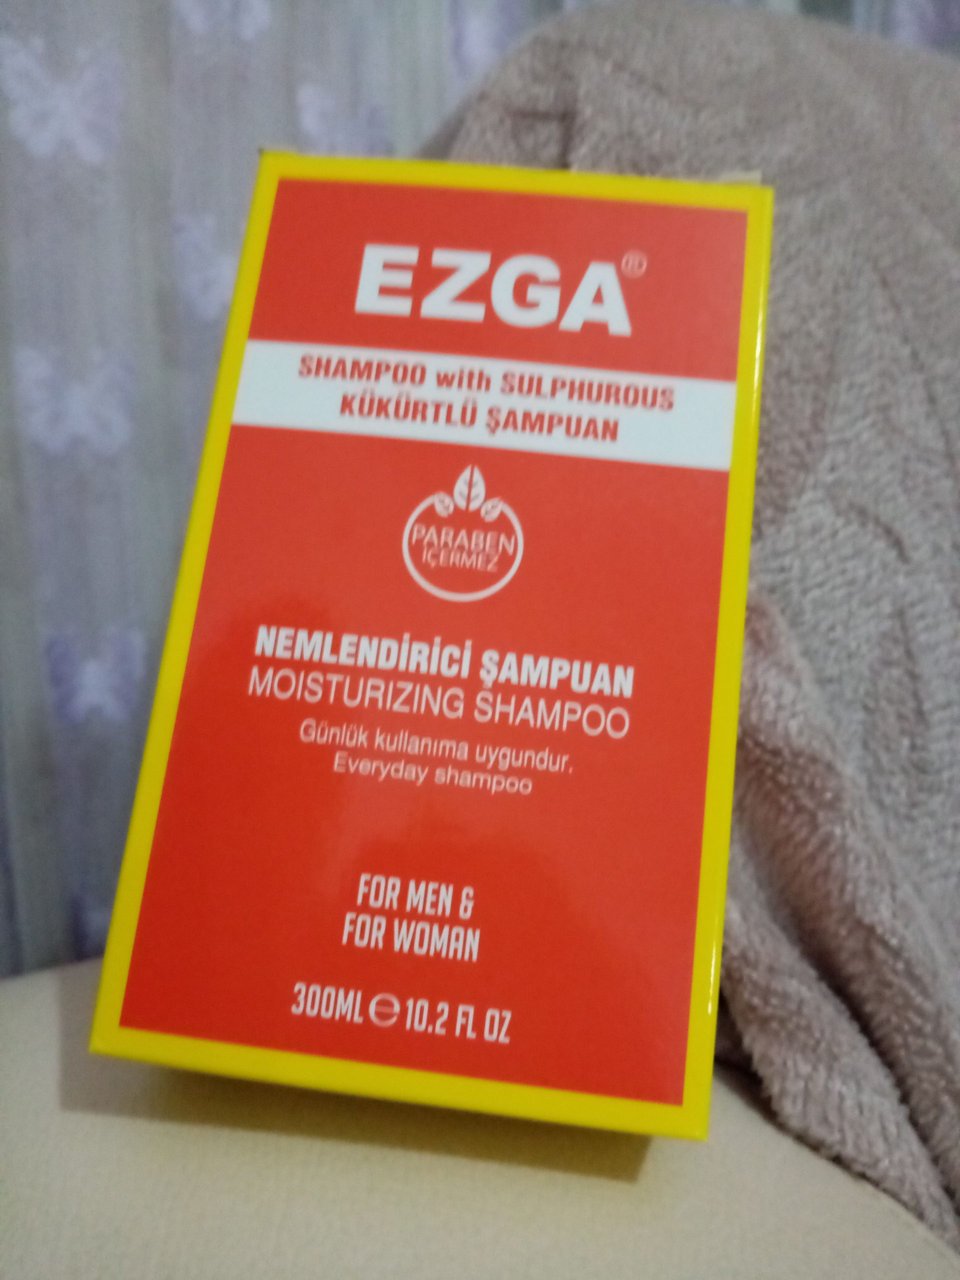 EZGA®
SHAMPOO with SULPHUROUS
KÜKÜRTLÜ ŞAMPUAN
PARABEN
İÇERMEZ
NEMLENDİRİCİ ŞAMPUAN
MOISTURIZING SHAMPOO
Günlük kullanıma uygundur.
Everyday shampoo
FOR MEN &
FOR WOMAN
300ML ℮ 10.2 FL OZ